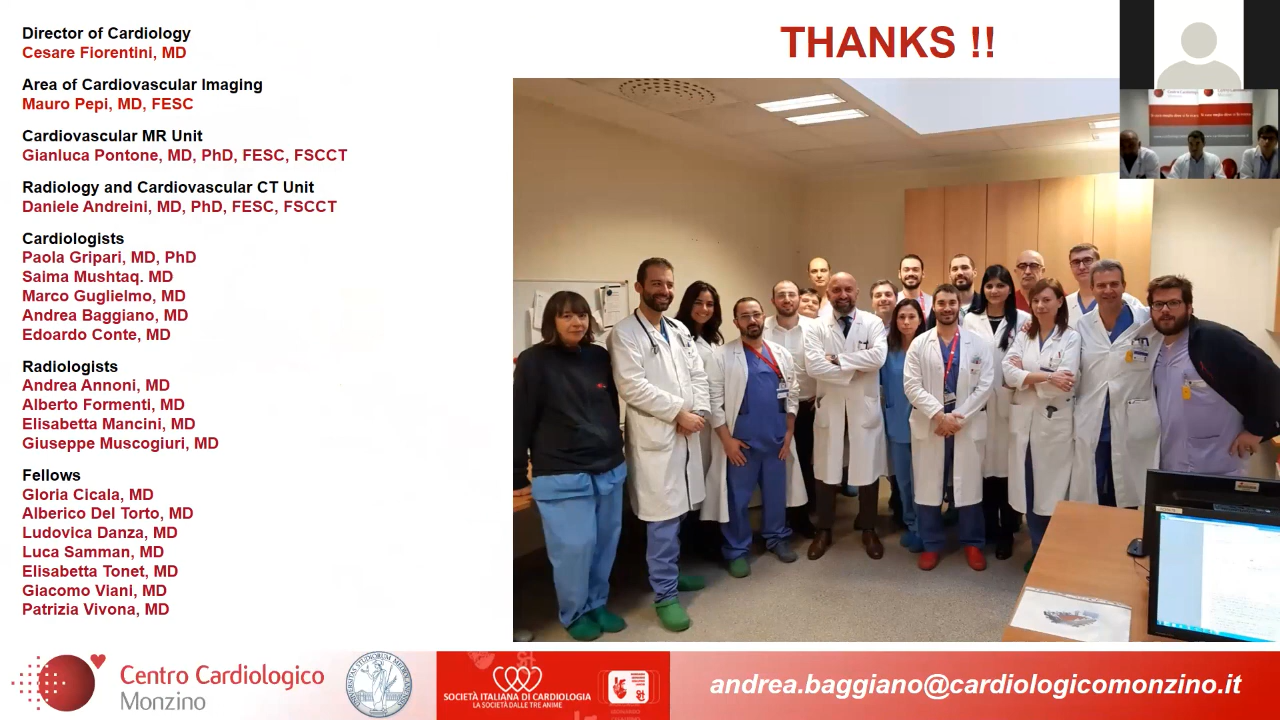 Director of Cardiology
Cesare Fiorentini, MD
Area of Cardiovascular Imaging
Mauro Pepi, MD, FESC
Cardiovascular MR Unit
Gianluca Pontone, MD, PhD, FESC, FSCCT
Radiology and Cardiovascular CT Unit
Daniele Andreini, MD, PhD, FESC, FSCCT
Cardiologists
Paola Gripari, MD, PhD
Saima Mushtaq. MD
Marco Guglielmo, MD
Andrea Baggiano, MD
Edoardo Conte, MD
Radiologists
Andrea Annoni, MD
Alberto Formenti, MD
Elisabetta Mancini, MD
Giuseppe Muscogiuri, MD
Fellows
Gloria Cicala, MD
Alberico Del Torto, MD
Ludovica Danza, MD
Luca Samman, MD
Elisabetta Tonet, MD
Giacomo Viani, MD
Patrizia Vivona, MD
THANKS !!
Centro Cardiologico
Monzino
SOCIETÀ ITALIANA DI CARDIOLOGIA
LA SOCIETÀ DALLE TRE ANIME
andrea.baggiano@cardiologicomonzino.it